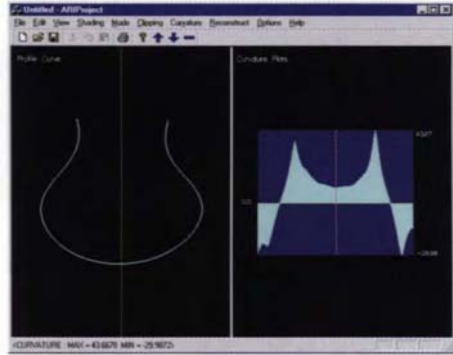 Untitled - ARIProject
File Edit View Shading Mode Clipping Curvature Reconstruct Options Help
Profile Curve
Curvature Plots
0.0
<CURVATURE : MAX = 43.6678 MIN = -29.9872>